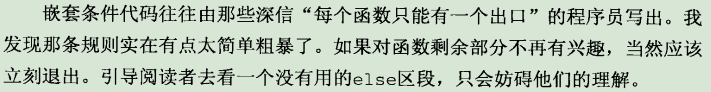 嵌套条件代码往往由那些深信“每个函数只能有一个出口”的程序员写出。我
发现那条规则实在有点太简单粗暴了。如果对函数剩余部分不再有兴趣，当然应该
立刻退出。引导阅读者去看一个没有用的else区段，只会妨碍他们的理解。